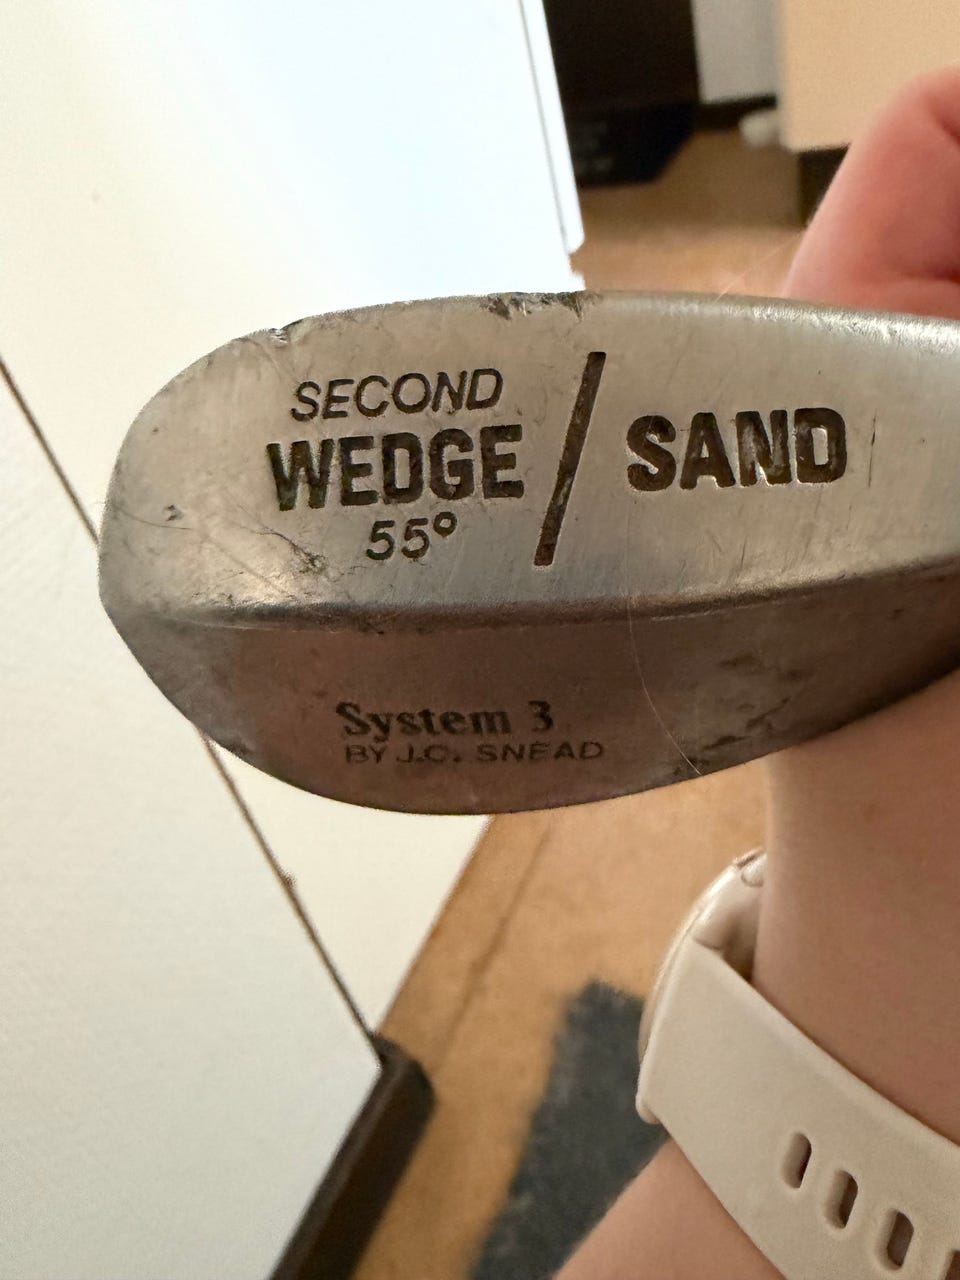 SECOND
WEDGE / SAND
55°
System 3
BY J.C. SNEAD